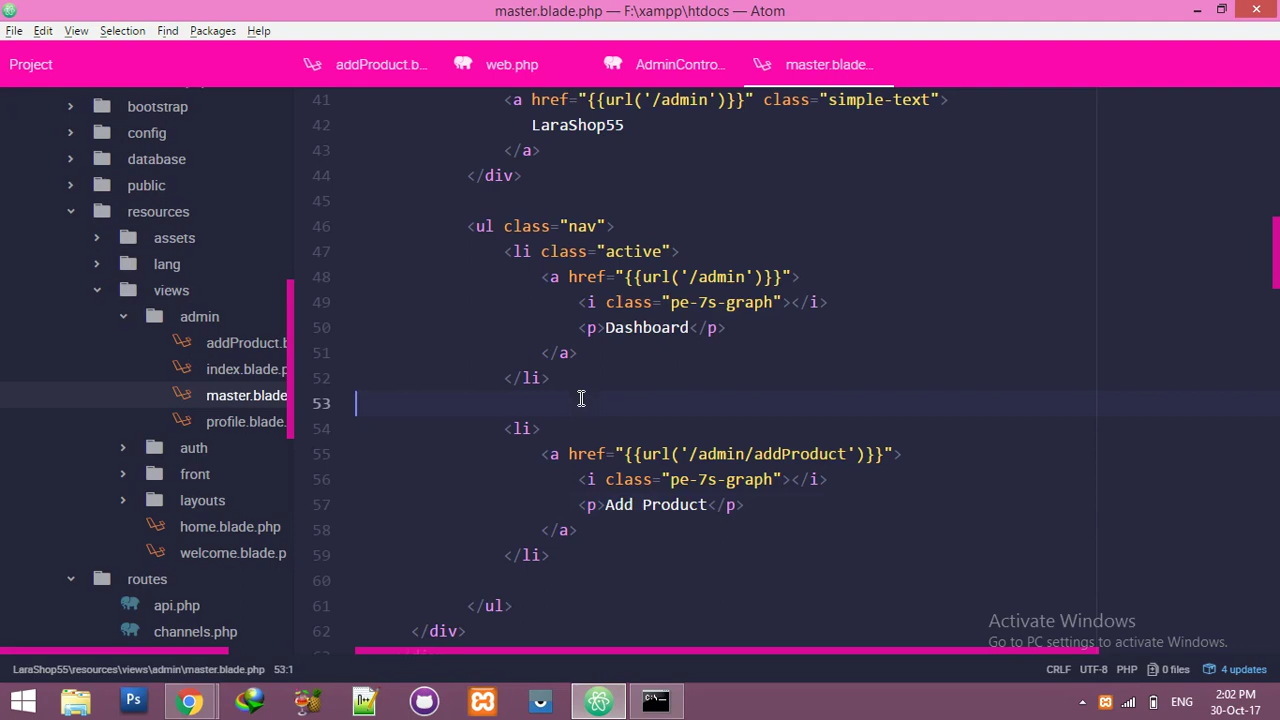 master.blade.php — F:\xampp\htdocs — Atom
File Edit View Selection Find Packages Help
Project
addProduct.b...
web.php
AdminContro...
master.blade...
bootstrap
config
database
public
resources
assets
lang
views
admin
addProduct.b
index.blade.p
master.blade
profile.blade.
auth
front
layouts
home.blade.php
welcome.blade.p
routes
api.php
channels.php
41 <a href="{{url('/admin')}}" class="simple-text">
42 LaraShop55
43 </a>
44 </div>
45
46 <ul class="nav">
47 <li class="active">
48 <a href="{{url('/admin')}}">
49 <i class="pe-7s-graph"></i>
50 <p>Dashboard</p>
51 </a>
52 </li>
53
54 <li>
55 <a href="{{url('/admin/addProduct')}}">
56 <i class="pe-7s-graph"></i>
57 <p>Add Product</p>
58 </a>
59 </li>
60
61 </ul>
62 </div>
Activate Windows
Go to PC settings to activate Windows.
LaraShop55\resources\views\admin\master.blade.php 53:1
CRLF UTF-8 PHP 0 files 4 updates
Ps
N++
ENG
2:02 PM
30-Oct-17